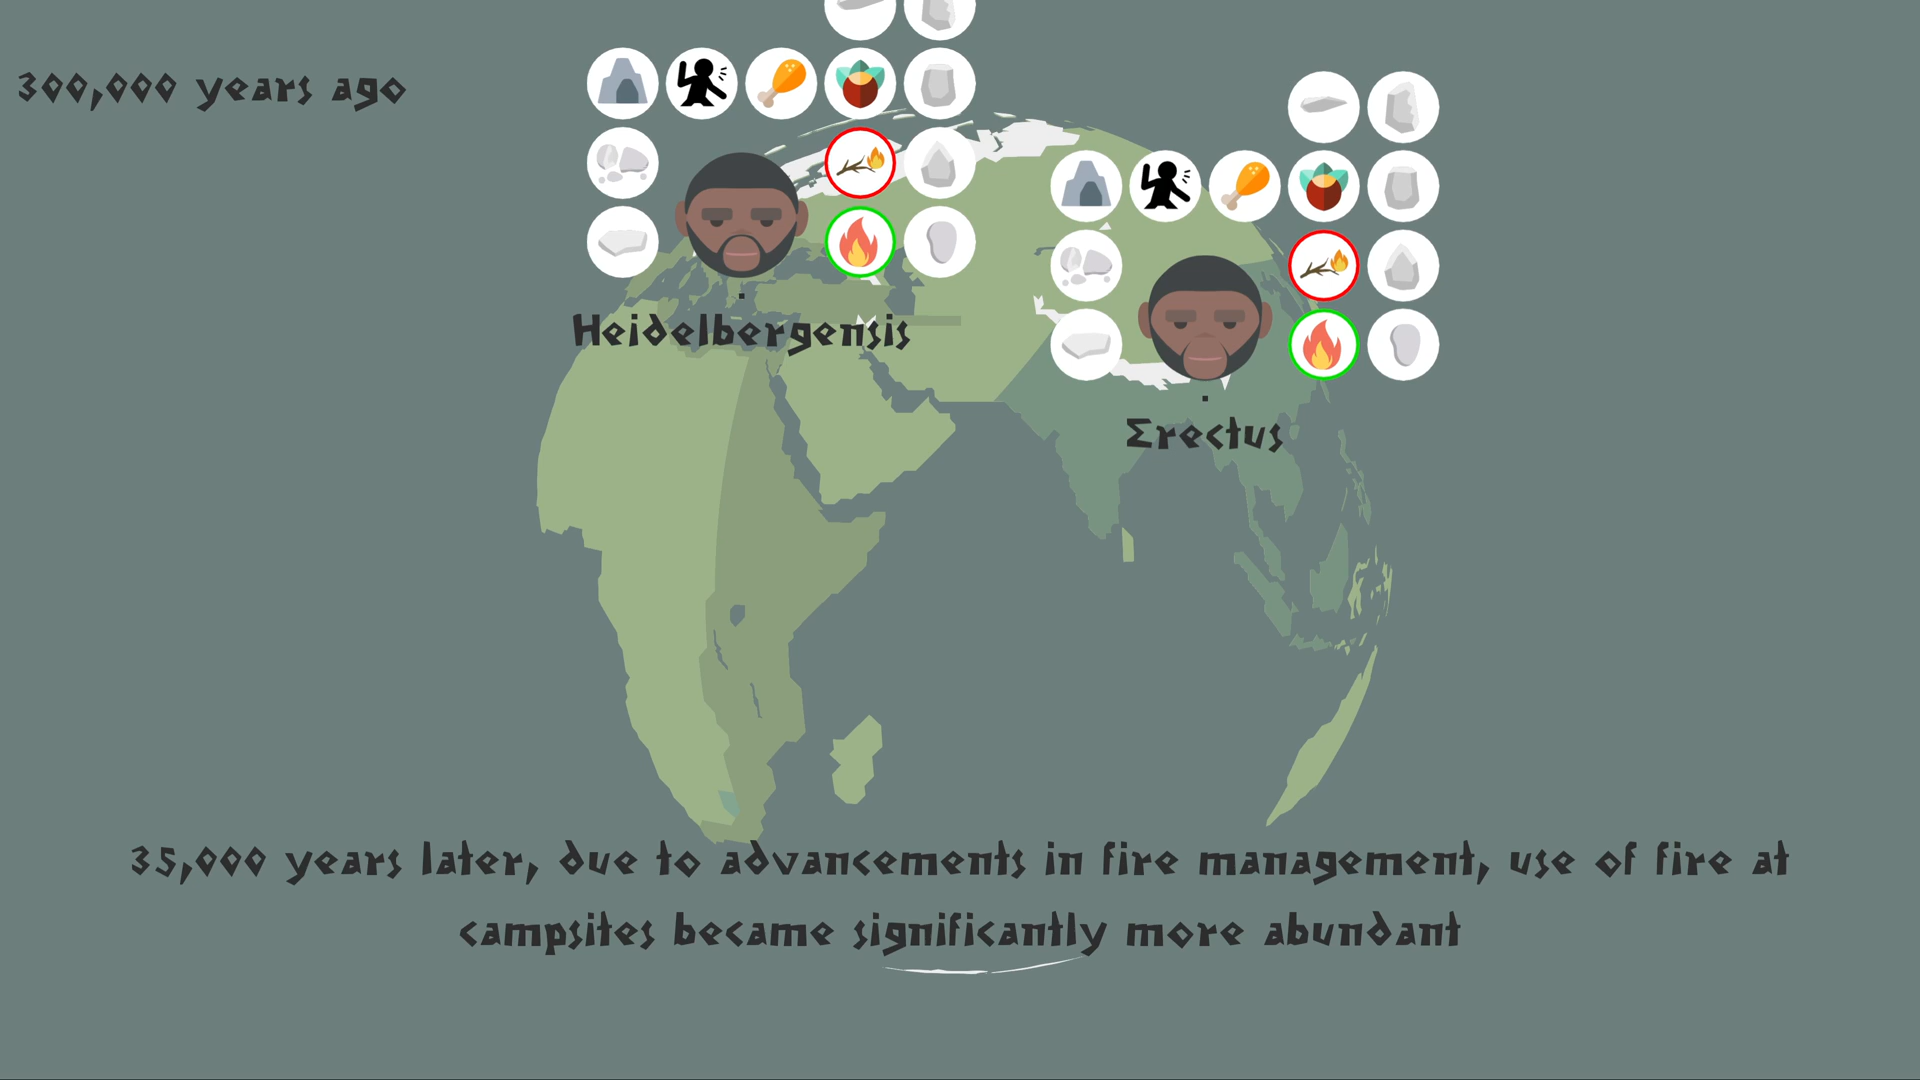 300,000 years ago
Heidelbergensis
Erectus
35,000 years later, due to advancements in fire management, use of fire at
campsites became significantly more abundant